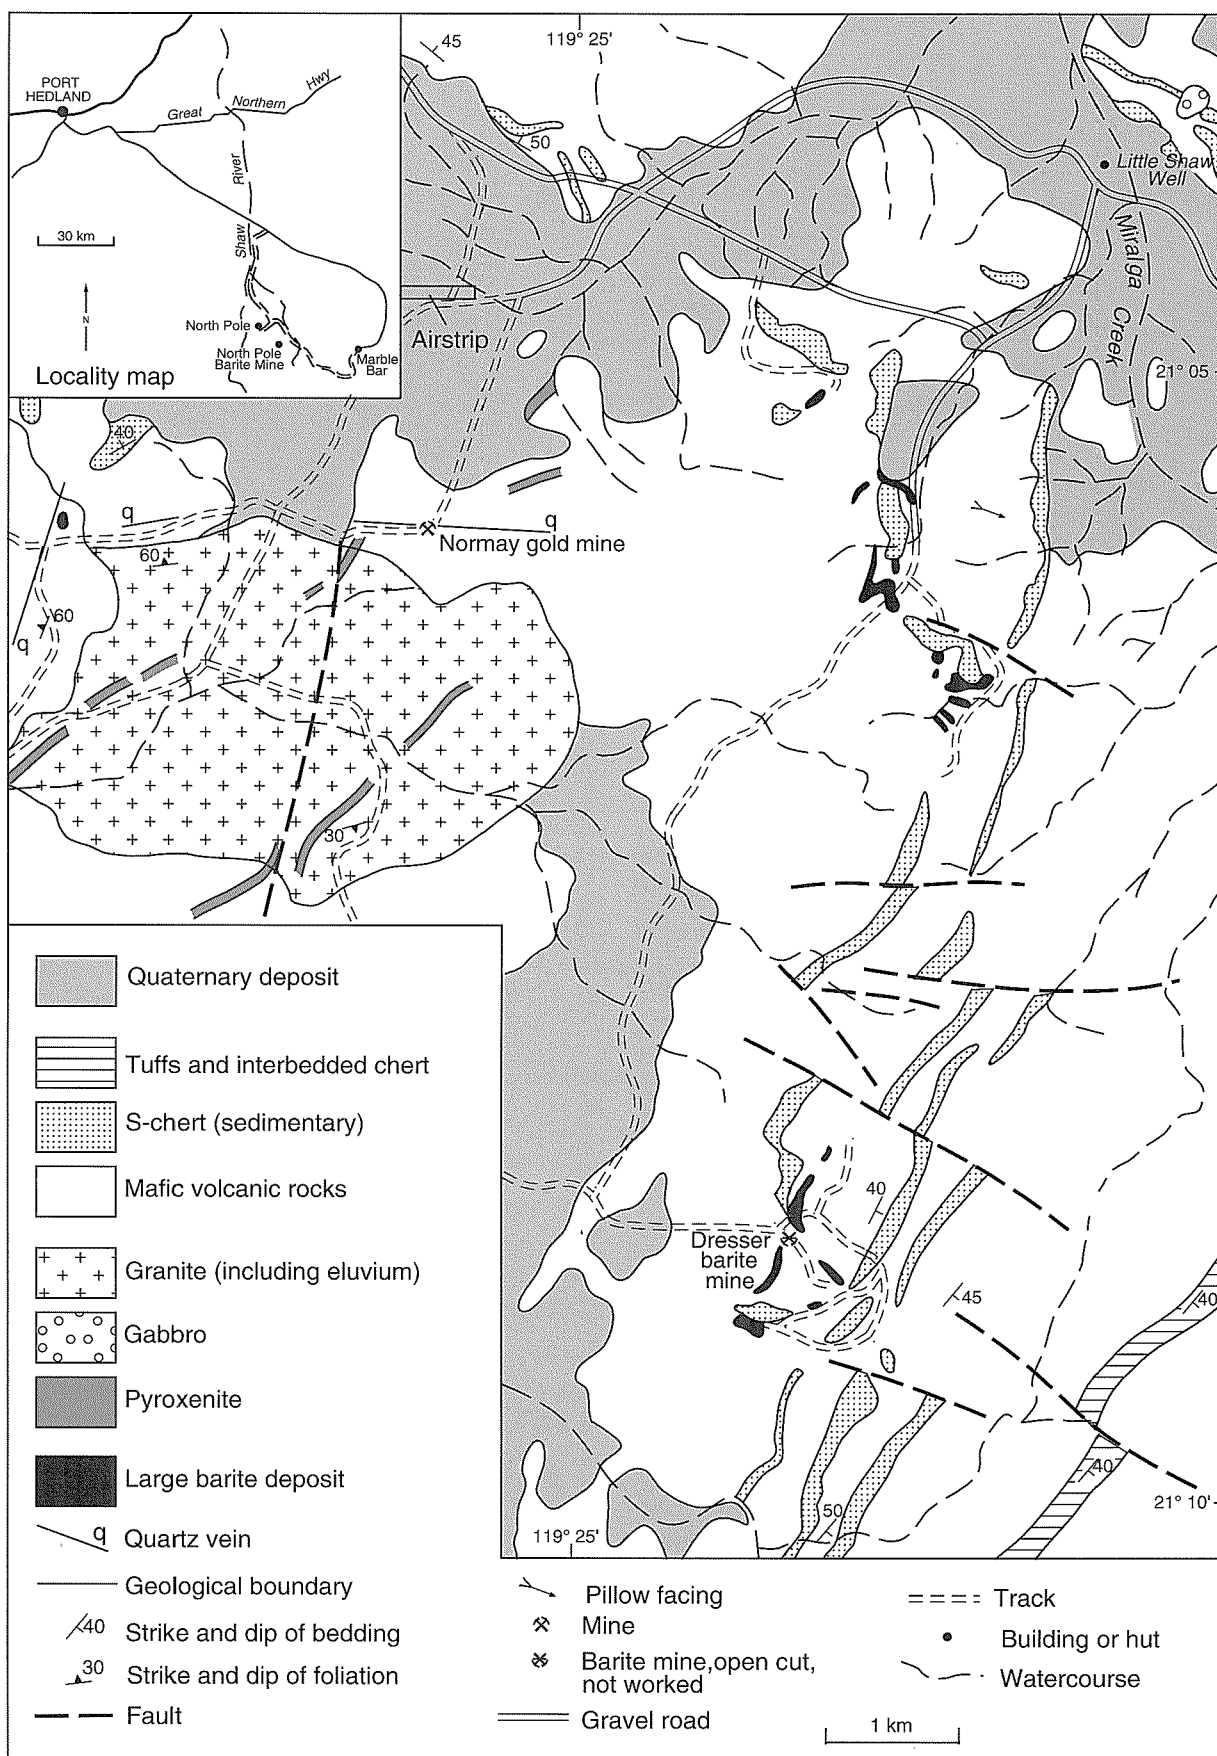 PORT
HEDLAND
Great
Northern
Hwy
River
Shaw
30 km
N
North Pole
North Pole
Barite Mine
Marble
Bar
Locality map
45
119° 25'
50
Little Shaw
Well
Miralga
Creek
Airstrip
21° 05
40
q
q
Normay gold mine
60
60
q
30
40
Dresser
barite
mine
45
40
40
50
21° 10'
119° 25'
Quaternary deposit
Tuffs and interbedded chert
S-chert (sedimentary)
Mafic volcanic rocks
Granite (including eluvium)
Gabbro
Pyroxenite
Large barite deposit
q
Quartz vein
Geological boundary
40
Strike and dip of bedding
30
Strike and dip of foliation
Fault
Pillow facing
Mine
Barite mine,open cut,
not worked
Gravel road
Track
Building or hut
Watercourse
1 km